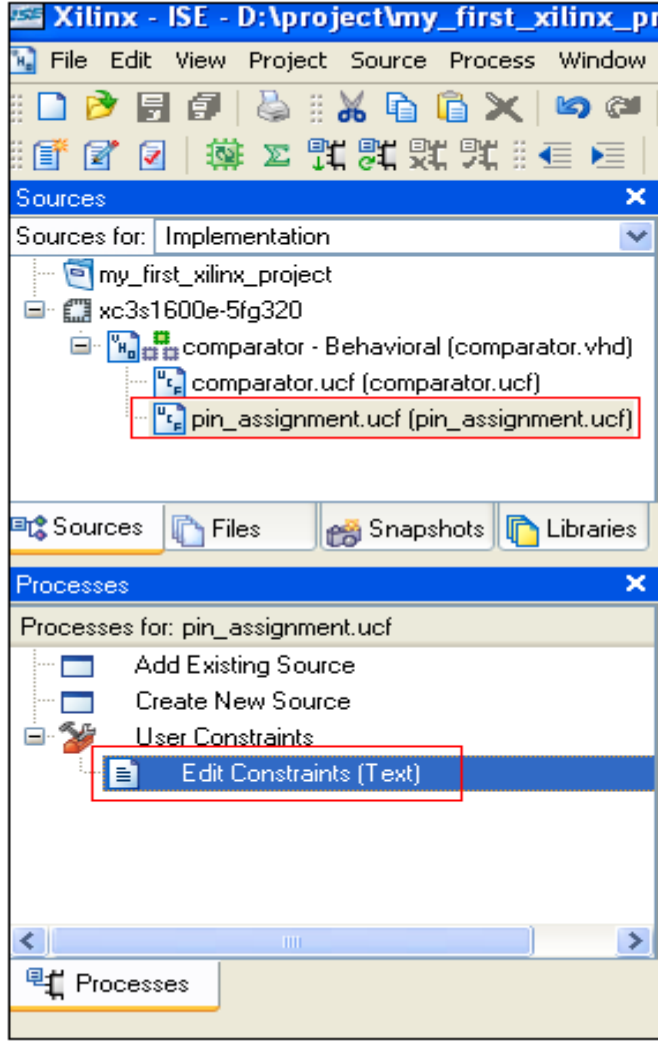 Xilinx - ISE - D:\project\my_first_xilinx_pr
File Edit View Project Source Process Window
Sources
Sources for: Implementation
my_first_xilinx_project
xc3s1600e-5fg320
comparator - Behavioral (comparator.vhd)
comparator.ucf (comparator.ucf)
pin_assignment.ucf (pin_assignment.ucf)
Sources Files Snapshots Libraries
Processes
Processes for: pin_assignment.ucf
Add Existing Source
Create New Source
User Constraints
Edit Constraints (Text)
Processes